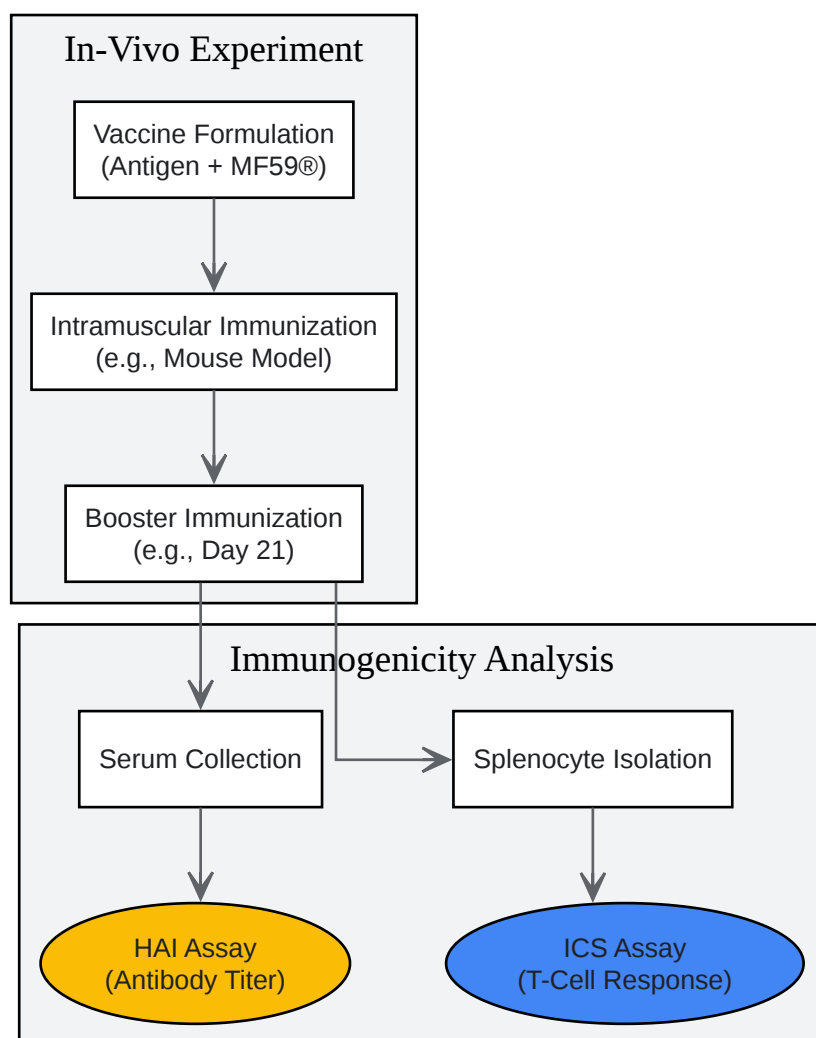 In-Vivo Experiment
Vaccine Formulation
(Antigen + MF59®)
Intramuscular Immunization
(e.g., Mouse Model)
Booster Immunization
(e.g., Day 21)
Immunogenicity Analysis
Serum Collection
Splenocyte Isolation
HAI Assay
(Antibody Titer)
ICS Assay
(T-Cell Response)